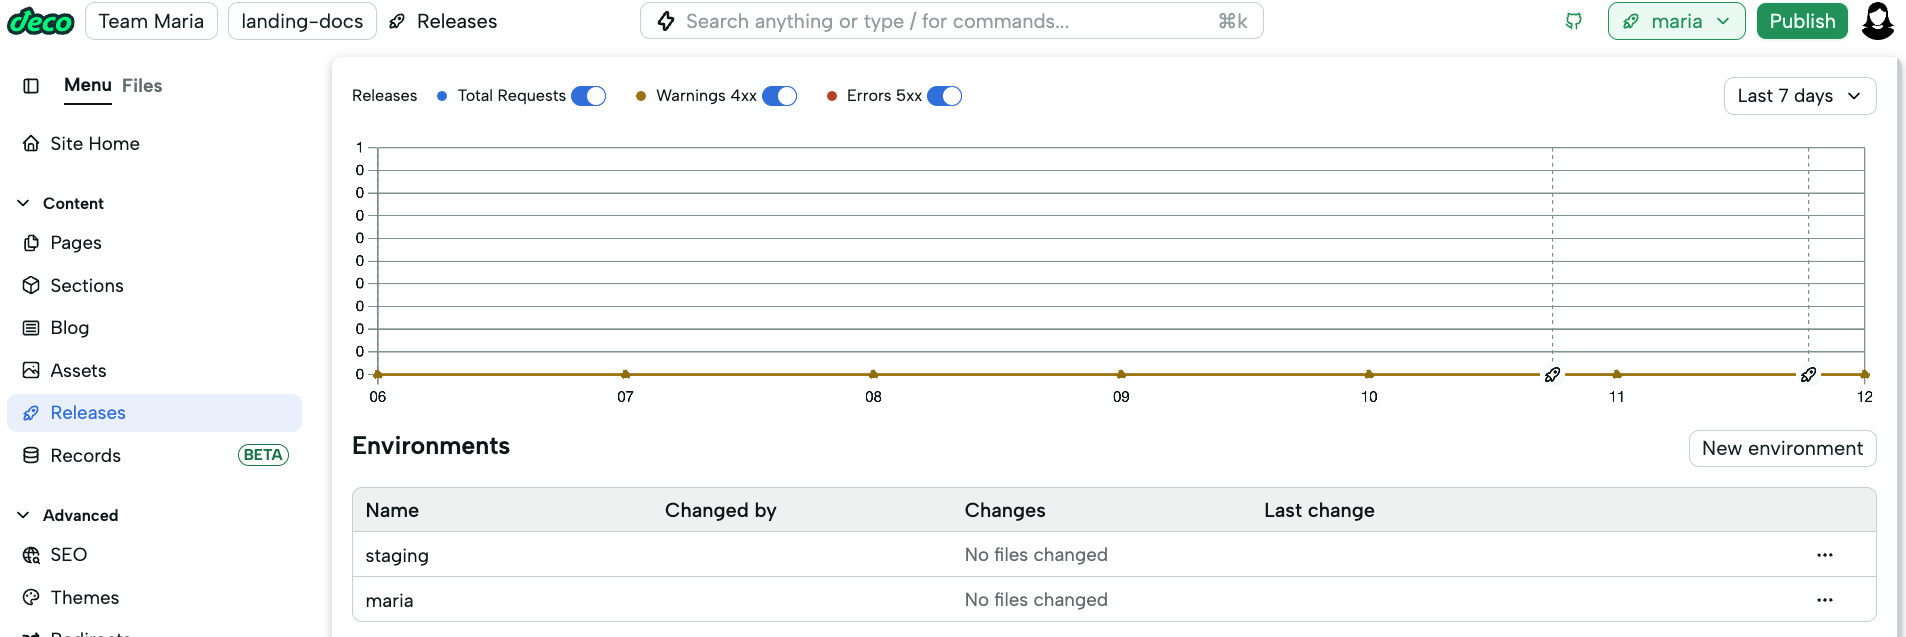 deco Team Maria landing-docs Releases Search anything or type / for commands... ⌘k maria Publish
Menu Files
Site Home
Content
Pages
Sections
Blog
Assets
Releases
Records BETA
Advanced
SEO
Themes
Redirects
Releases Total Requests Warnings 4xx Errors 5xx Last 7 days
1
0
0
0
0
0
0
0
0
0
0
06 07 08 09 10 11 12
Environments New environment
Name Changed by Changes Last change
staging No files changed ...
maria No files changed ...